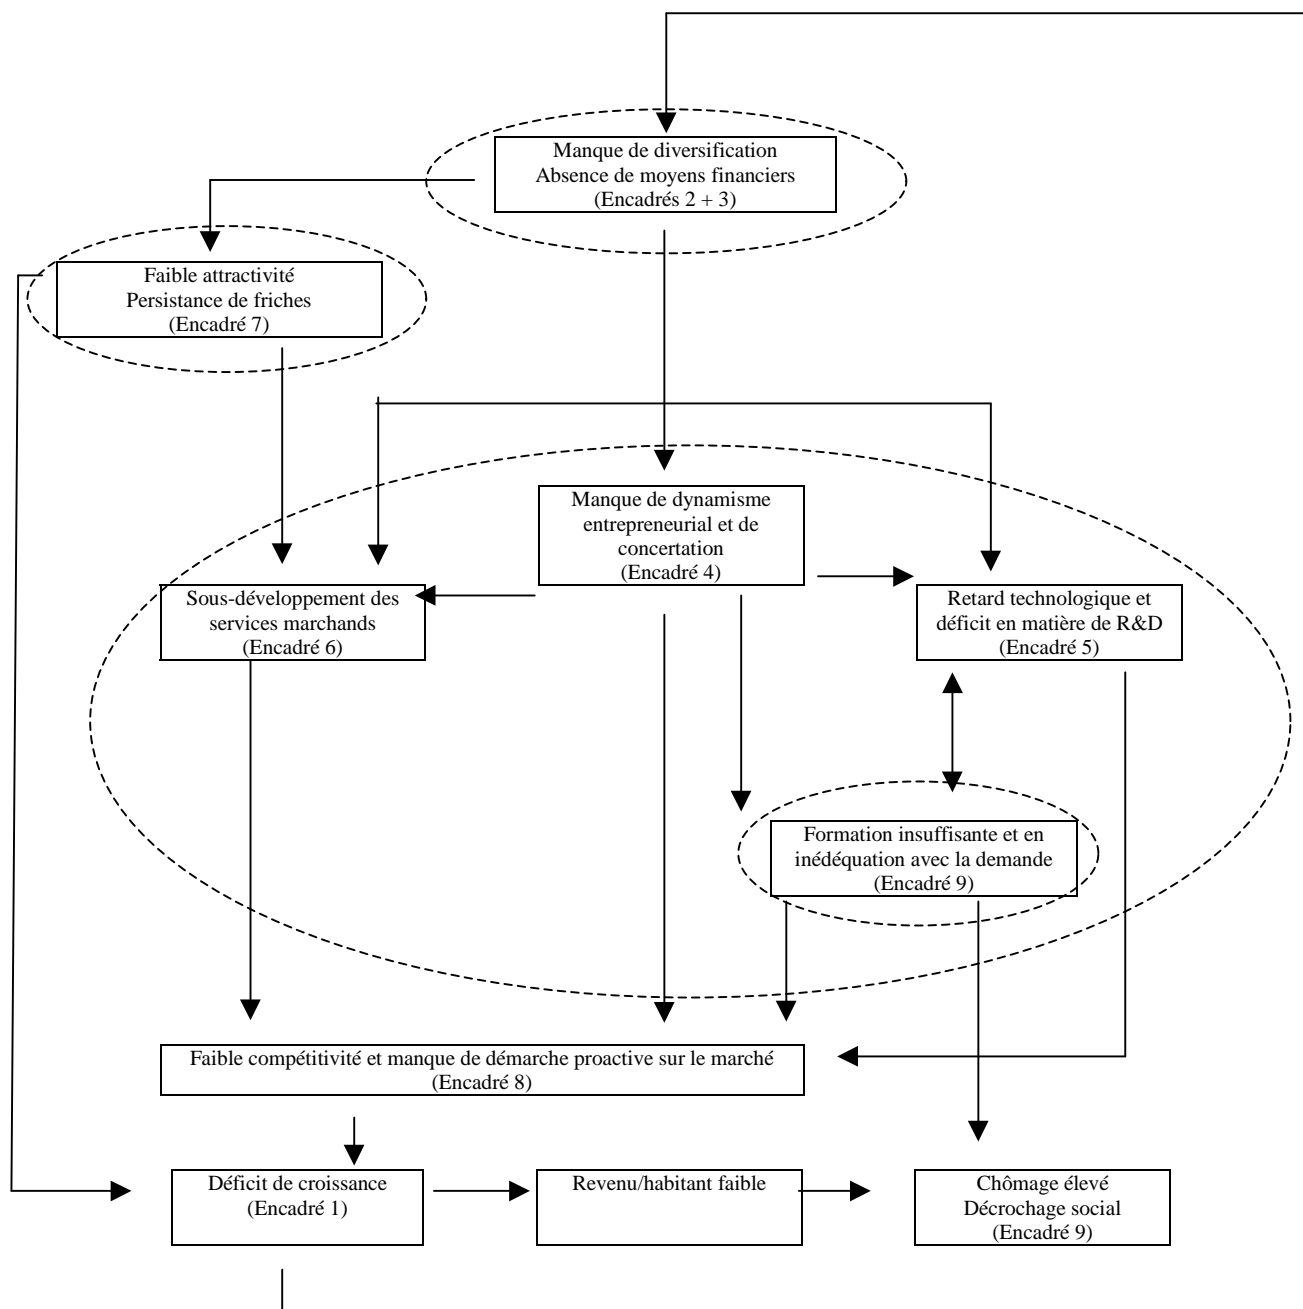 Manque de diversification
Absence de moyens financiers
(Encadrés 2 + 3)
Faible attractivité
Persistance de friches
(Encadré 7)
Manque de dynamisme
entrepreneurial et de
concertation
(Encadré 4)
Sous-développement des
services marchands
(Encadré 6)
Retard technologique et
déficit en matière de R&D
(Encadré 5)
Formation insuffisante et en
inédéquation avec la demande
(Encadré 9)
Faible compétitivité et manque de démarche proactive sur le marché
(Encadré 8)
Déficit de croissance
(Encadré 1)
Revenu/habitant faible
Chômage élevé
Décrochage social
(Encadré 9)